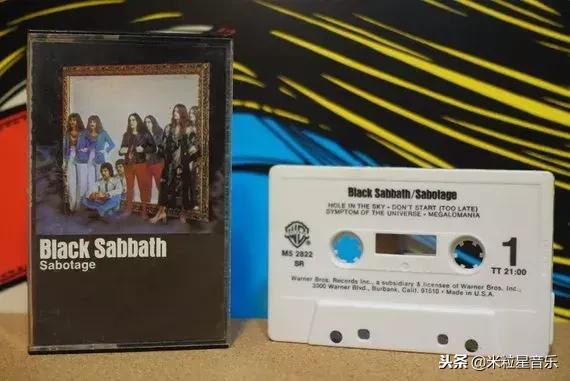 Black Sabbath
Sabotage
Black Sabbath/Sabotage
HOLE IN THE SKY • DON'T START (TOO LATE)
SYMPTOM OF THE UNIVERSE • MEGALOMANIA
MS 2822
SR
1
TT 21:00
Warner Bros. Records Inc., a subsidiary & licensee of Warner Bros. Inc.,
3300 Warner Blvd., Burbank, Calif. 91510 • Made in U.S.A.
头条@米粒星音乐